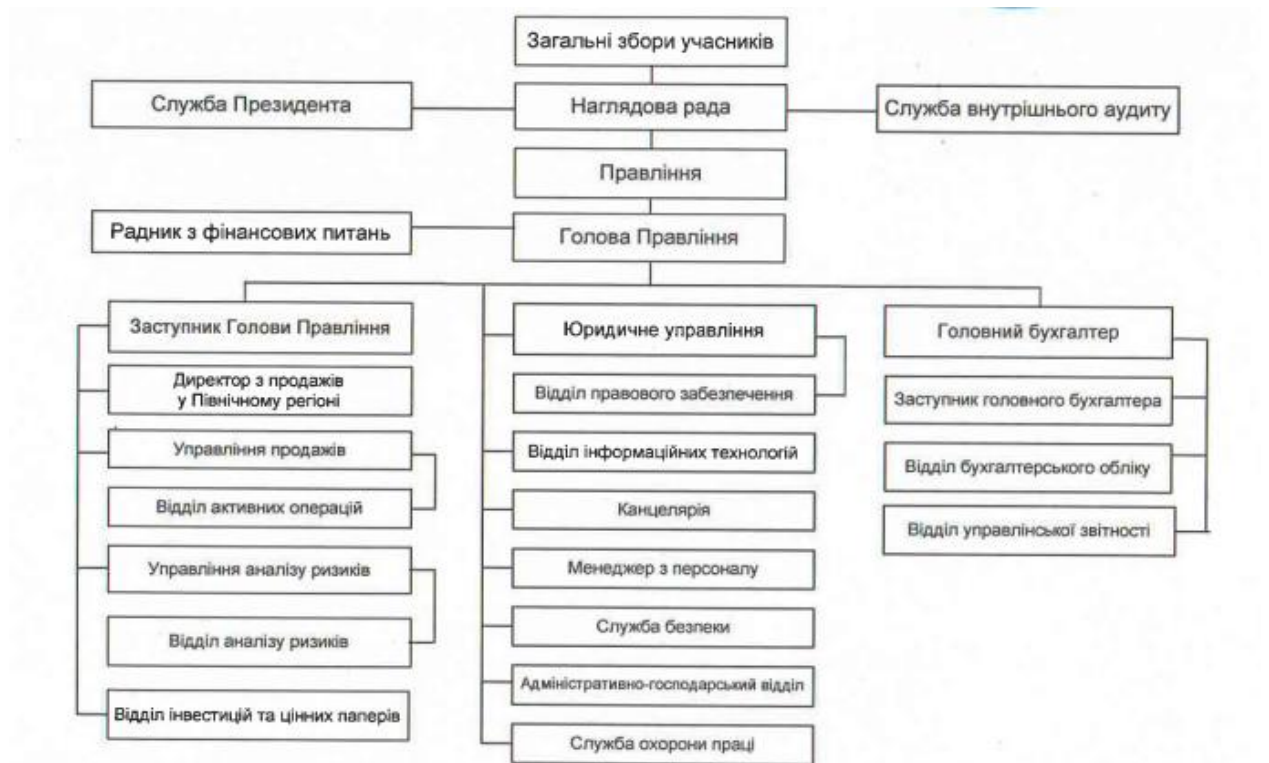 Загальні збори учасників
Служба Президента
Наглядова рада
Служба внутрішнього аудиту
Правління
Радник з фінансових питань
Голова Правління
Заступник Голови Правління
Директор з продажів
у Північному регіоні
Управління продажів
Відділ активних операцій
Управління аналізу ризиків
Відділ аналізу ризиків
Відділ інвестицій та цінних паперів
Юридичне управління
Відділ правового забезпечення
Відділ інформаційних технологій
Канцелярія
Менеджер з персоналу
Служба безпеки
Адміністративно-господарський відділ
Служба охорони праці
Головний бухгалтер
Заступник головного бухгалтера
Відділ бухгалтерського обліку
Відділ управлінської звітності